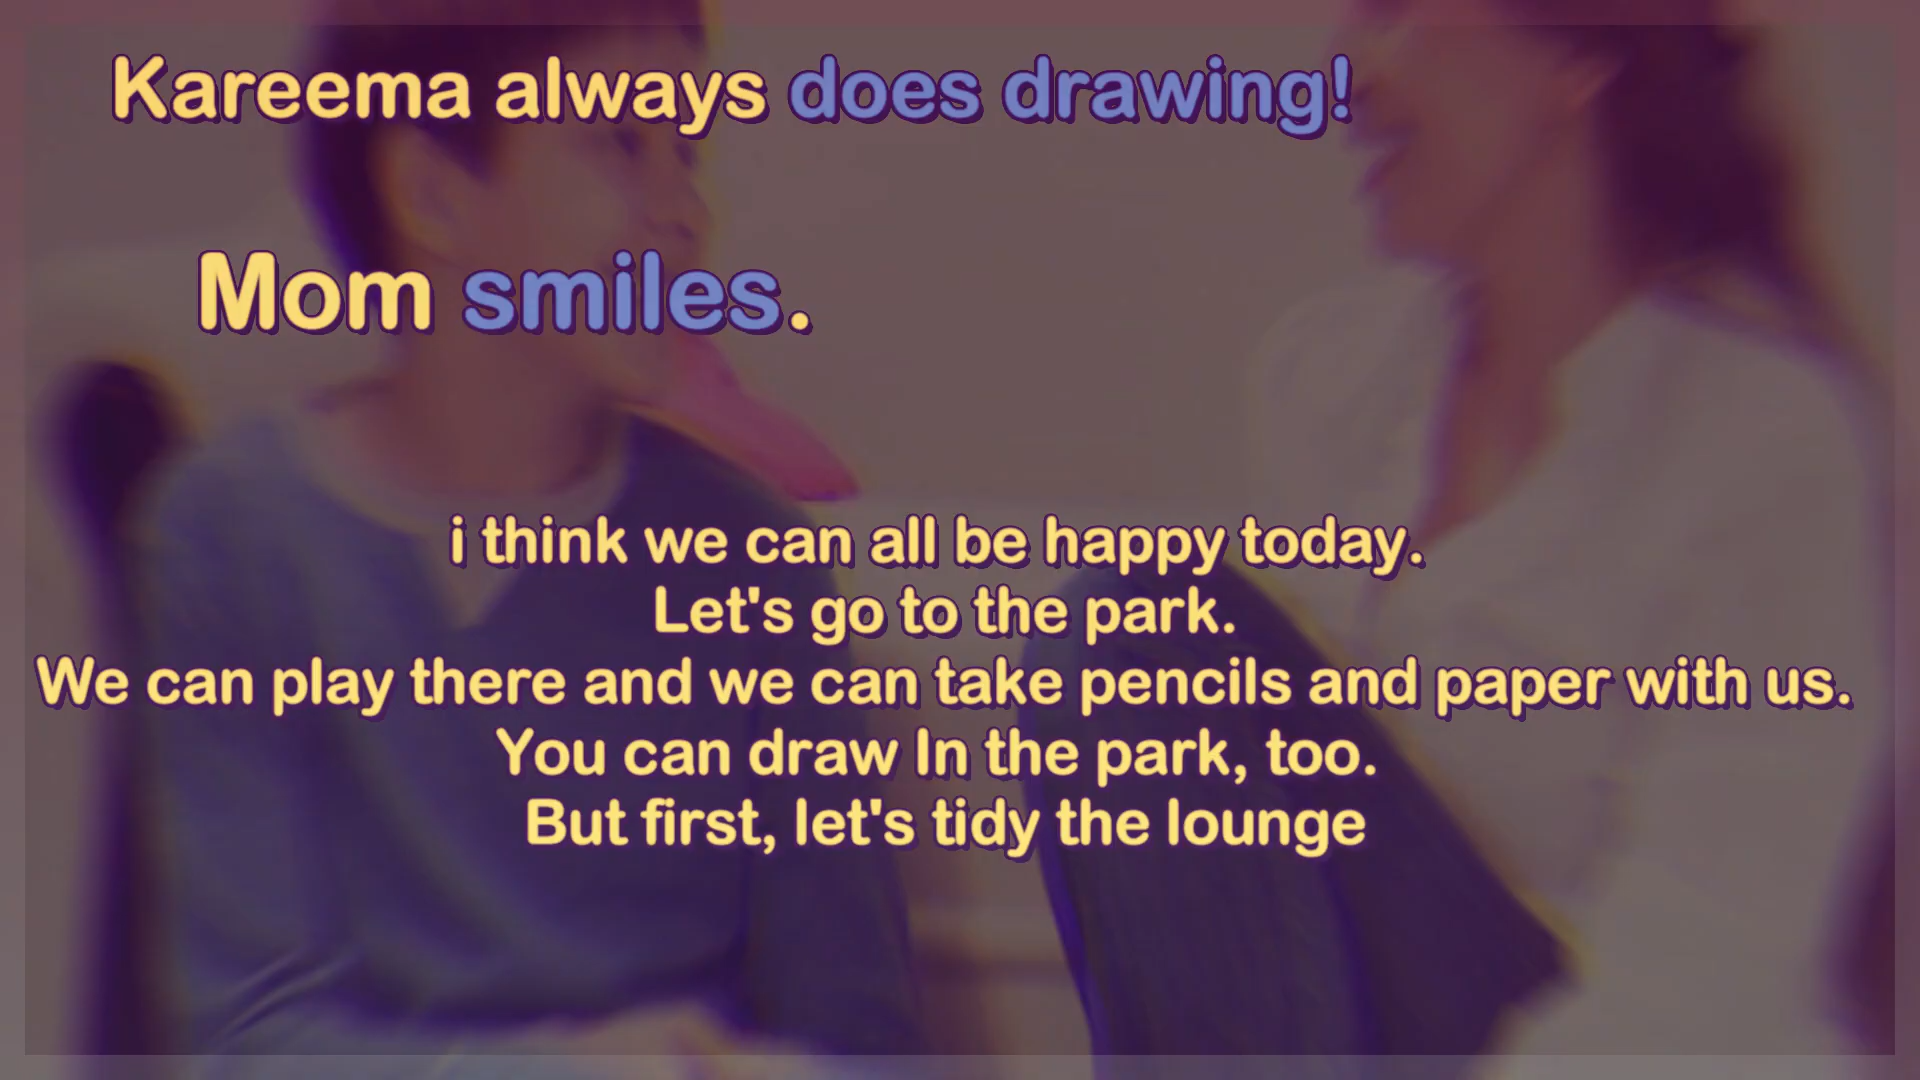 Kareema always does drawing!
Mom smiles.
i think we can all be happy today.
Let's go to the park.
We can play there and we can take pencils and paper with us.
You can draw In the park, too.
But first, let's tidy the lounge